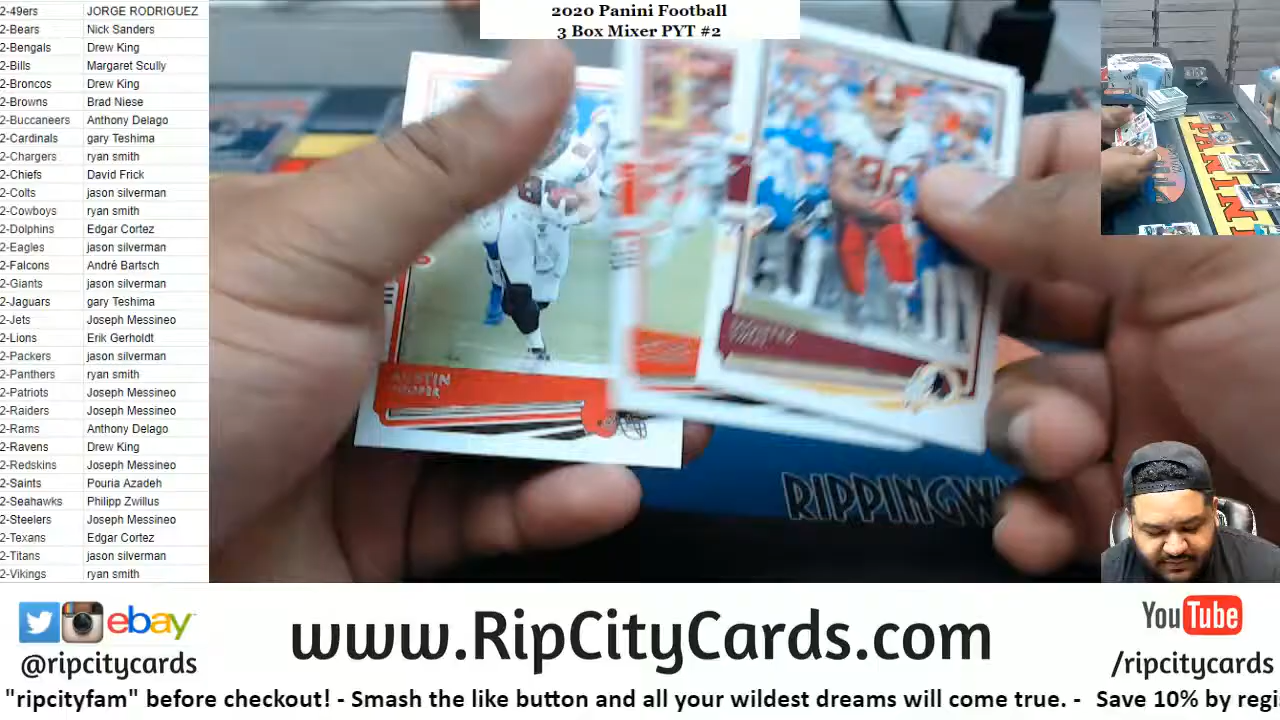 2020 Panini Football
3 Box Mixer PYT #2
2-49ers JORGE RODRIGUEZ
2-Bears Nick Sanders
2-Bengals Drew King
2-Bills Margaret Scully
2-Broncos Drew King
2-Browns Brad Niese
2-Buccaneers Anthony Delago
2-Cardinals gary Teshima
2-Chargers ryan smith
2-Chiefs David Frick
2-Colts jason silverman
2-Cowboys ryan smith
2-Dolphins Edgar Cortez
2-Eagles jason silverman
2-Falcons André Bartsch
2-Giants jason silverman
2-Jaguars gary Teshima
2-Jets Joseph Messineo
2-Lions Erik Gerholdt
2-Packers jason silverman
2-Panthers ryan smith
2-Patriots Joseph Messineo
2-Raiders Joseph Messineo
2-Rams Anthony Delago
2-Ravens Drew King
2-Redskins Joseph Messineo
2-Saints Pouria Azadeh
2-Seahawks Philipp Zwillus
2-Steelers Joseph Messineo
2-Texans Edgar Cortez
2-Titans jason silverman
2-Vikings ryan smith
AUSTIN
HOOPER
RIPPINGW
PANINI
ebay
@ripcitycards
www.RipCityCards.com
YouTube
/ripcitycards
"ripcityfam" before checkout! - Smash the like button and all your wildest dreams will come true. - Save 10% by regi